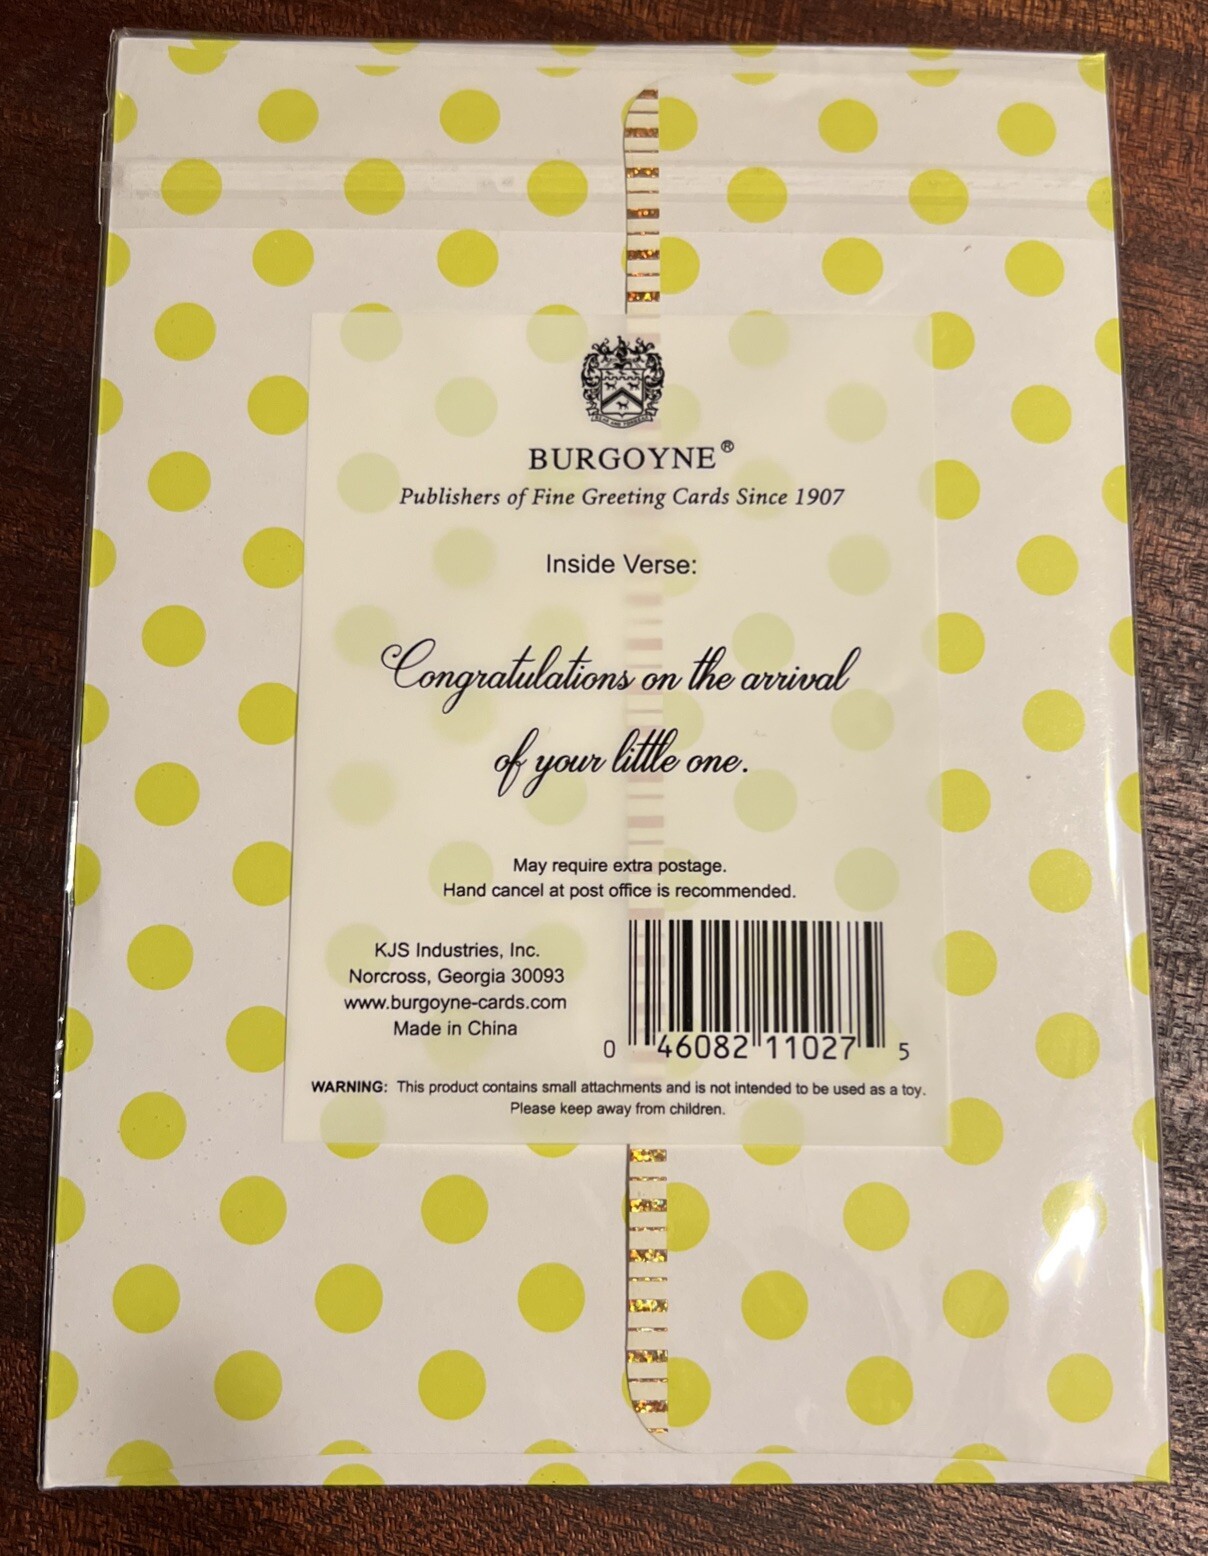 BURGOYNE®
Publishers of Fine Greeting Cards Since 1907
Inside Verse:
Congratulations on the arrival
of your little one.
May require extra postage.
Hand cancel at post office is recommended.
KJS Industries, Inc.
Norcross, Georgia 30093
www.burgoyne-cards.com
Made in China
0 46082 11027 5
WARNING: This product contains small attachments and is not intended to be used as a toy.
Please keep away from children.